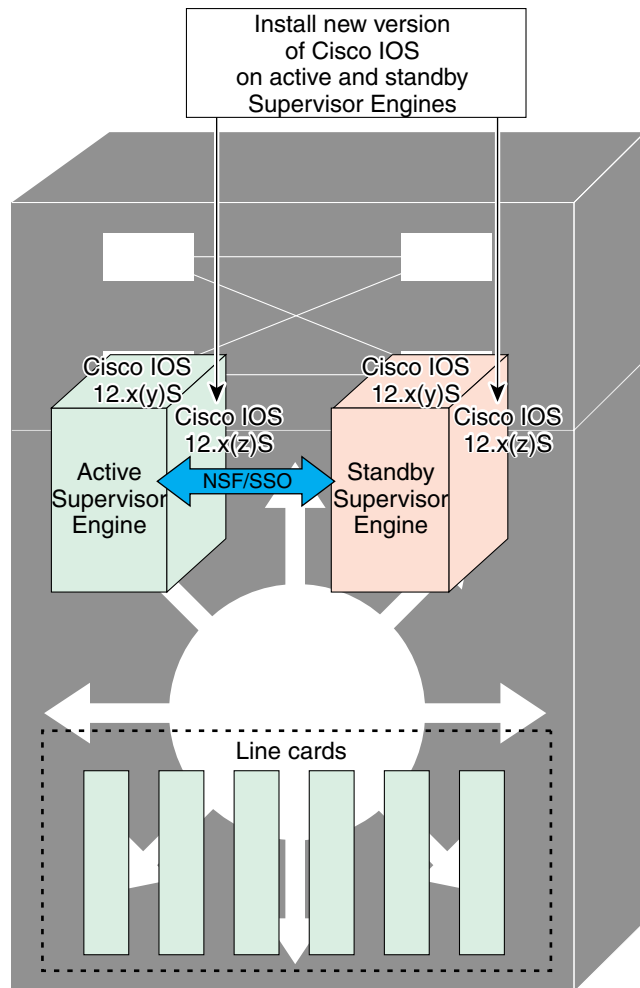 Install new version
of Cisco IOS
on active and standby
Supervisor Engines
Cisco IOS
12.x(y)S
Cisco IOS
12.x(z)S
Cisco IOS
12.x(y)S
Cisco IOS
12.x(z)S
Active
Supervisor
Engine
NSF/SSO
Standby
Supervisor
Engine
Line cards